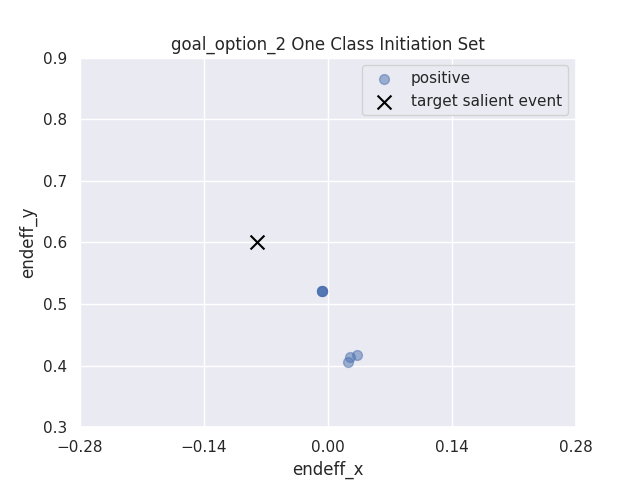 goal_option_2 One Class Initiation Set
positive
target salient event
0.9
0.8
0.7
0.6
0.5
0.4
0.3
endeff_y
−0.28
−0.14
0.00
0.14
0.28
endeff_x